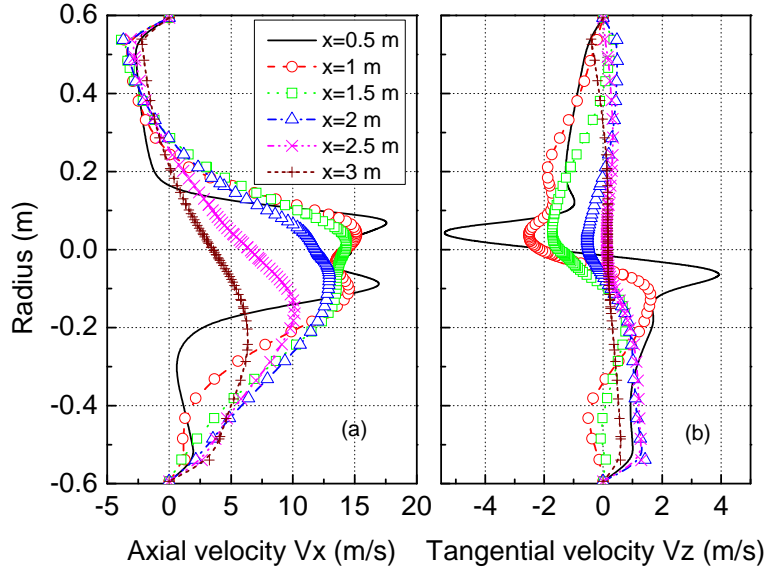 0.6
0.4
0.2
0.0
-0.2
-0.4
-0.6
Radius (m)
x=0.5 m
x=1 m
x=1.5 m
x=2 m
x=2.5 m
x=3 m
(a)
(b)
-5 0 5 10 15 20
-4 -2 0 2 4
Axial velocity Vx (m/s)
Tangential velocity Vz (m/s)